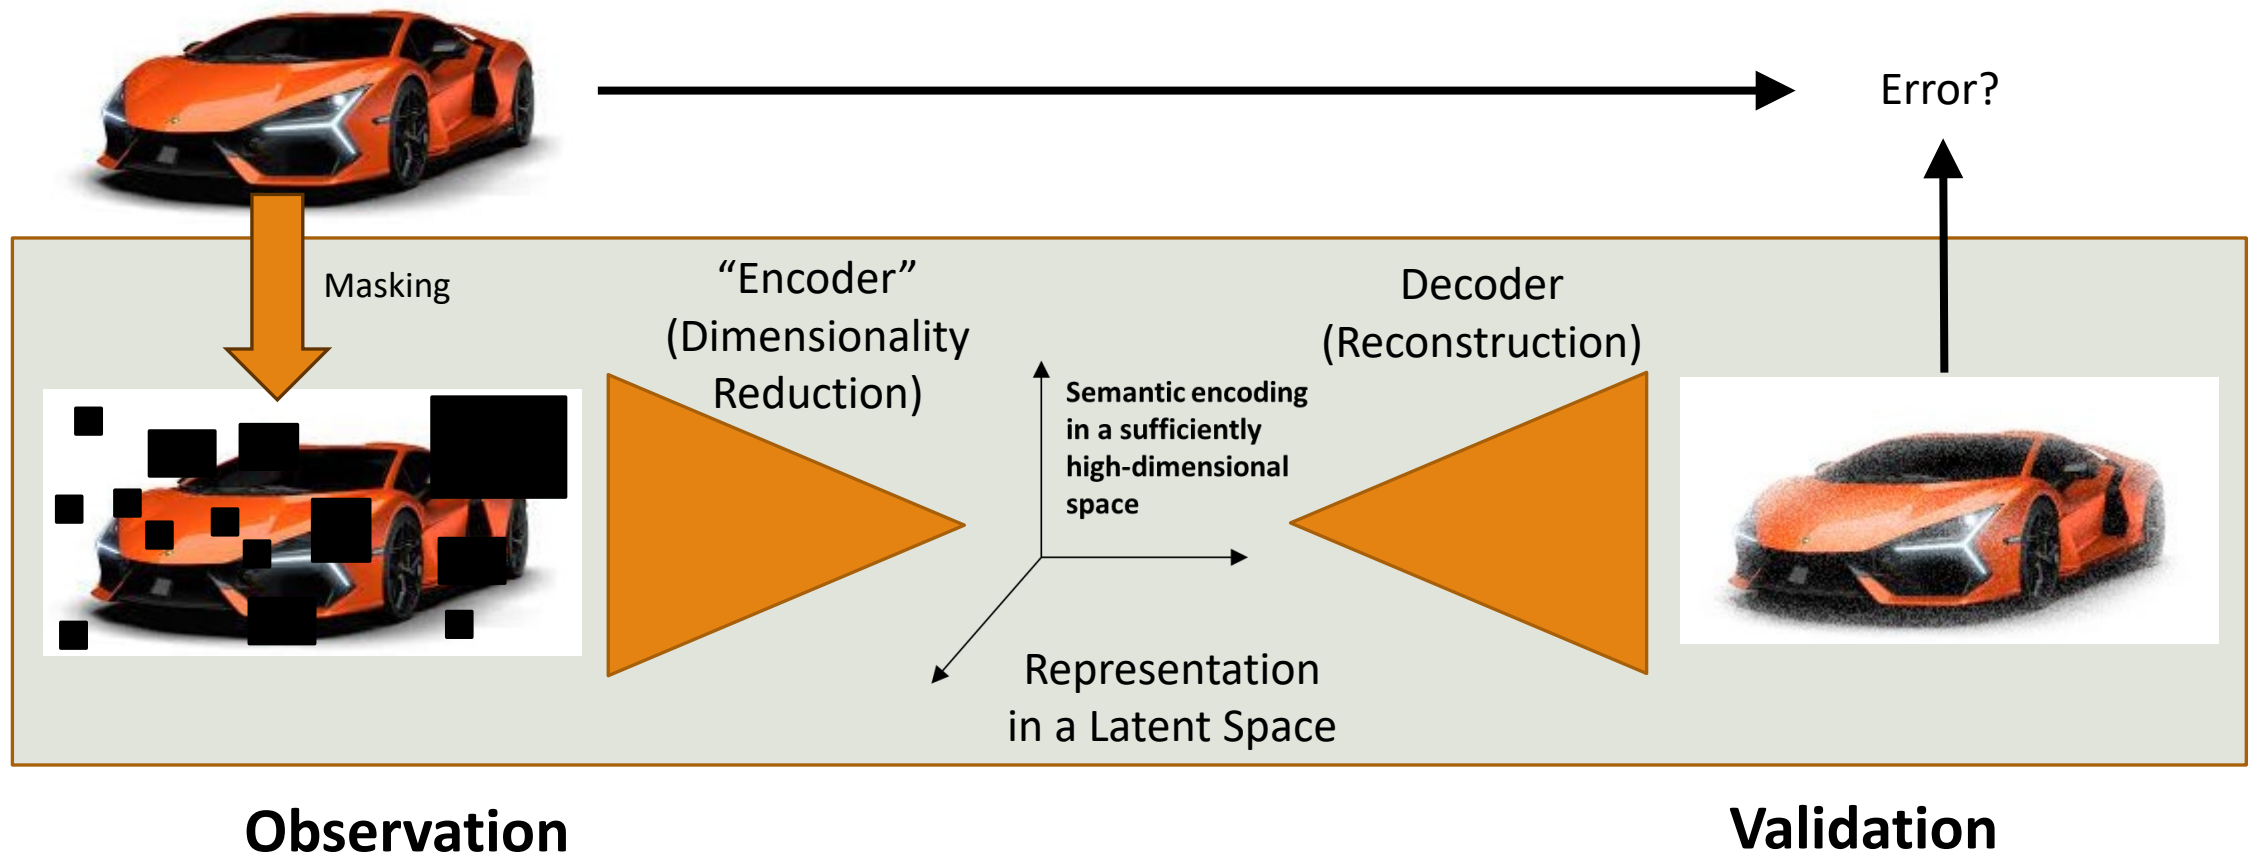 Error?
Masking
“Encoder”
(Dimensionality
Reduction)
Decoder
(Reconstruction)
Semantic encoding
in a sufficiently
high-dimensional
space
Representation
in a Latent Space
Observation
Validation